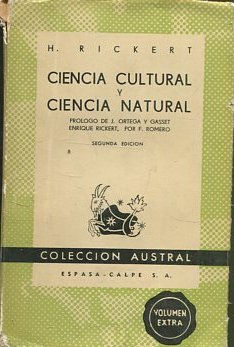 H. RICKERT
CIENCIA CULTURAL
Y
CIENCIA NATURAL
PROLOGO DE J. ORTEGA Y GASSET
ENRIQUE RICKERT, POR F. ROMERO
SEGUNDA EDICION
COLECCION AUSTRAL
ESPASA-CALPE S. A.
VOLUMEN
EXTRA